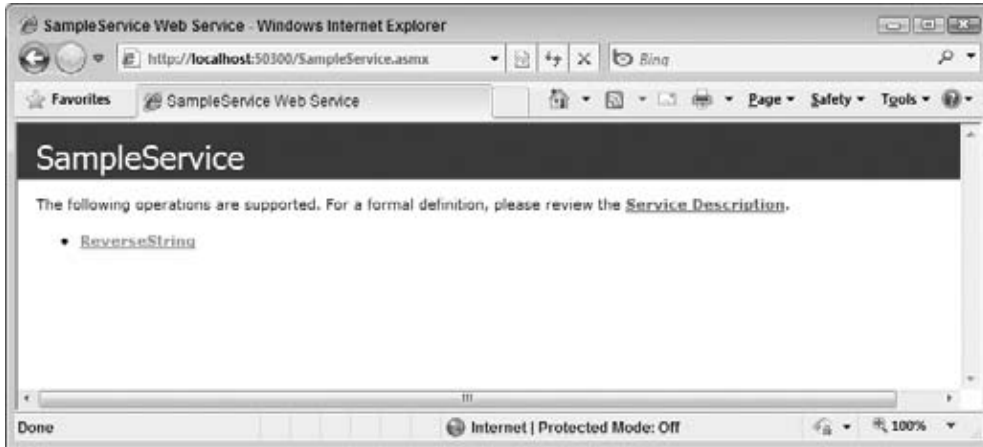 SampleService Web Service - Windows Internet Explorer
http://localhost:50300/SampleService.asmx
Bing
Favorites
SampleService Web Service
Page
Safety
Tools
SampleService
The following operations are supported. For a formal definition, please review the Service Description.
• ReverseString
Done
Internet | Protected Mode: Off
100%